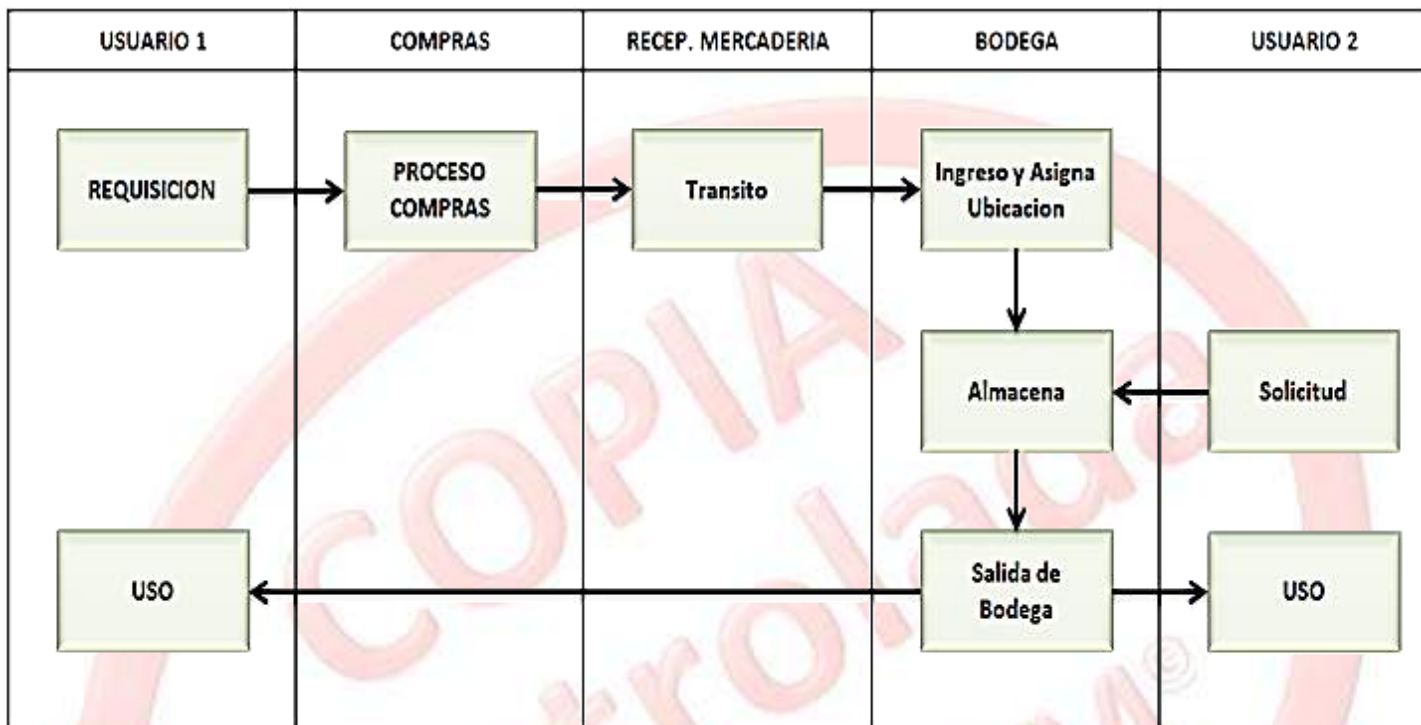 USUARIO 1
COMPRAS
RECEP. MERCADERIA
BODEGA
USUARIO 2
REQUISICION
PROCESO
COMPRAS
Transito
Ingreso y Asigna
Ubicacion
Almacena
Solicitud
USO
Salida de
Bodega
USO
COPIA
trolada
M©